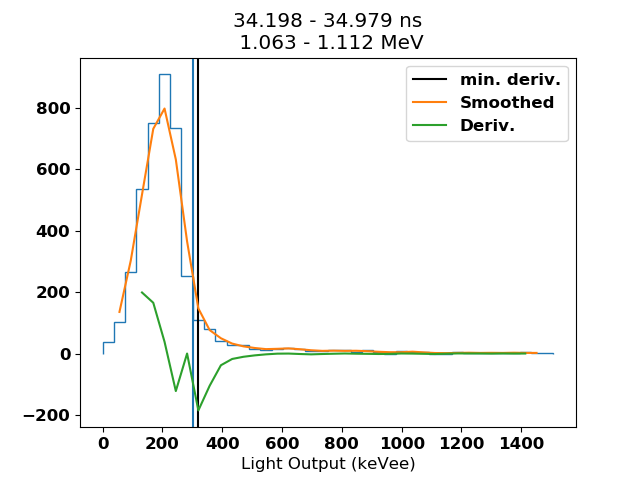 34.198 - 34.979 ns
1.063 - 1.112 MeV
min. deriv.
Smoothed
Deriv.
800
600
400
200
0
−200
0 200 400 600 800 1000 1200 1400
Light Output (keVee)